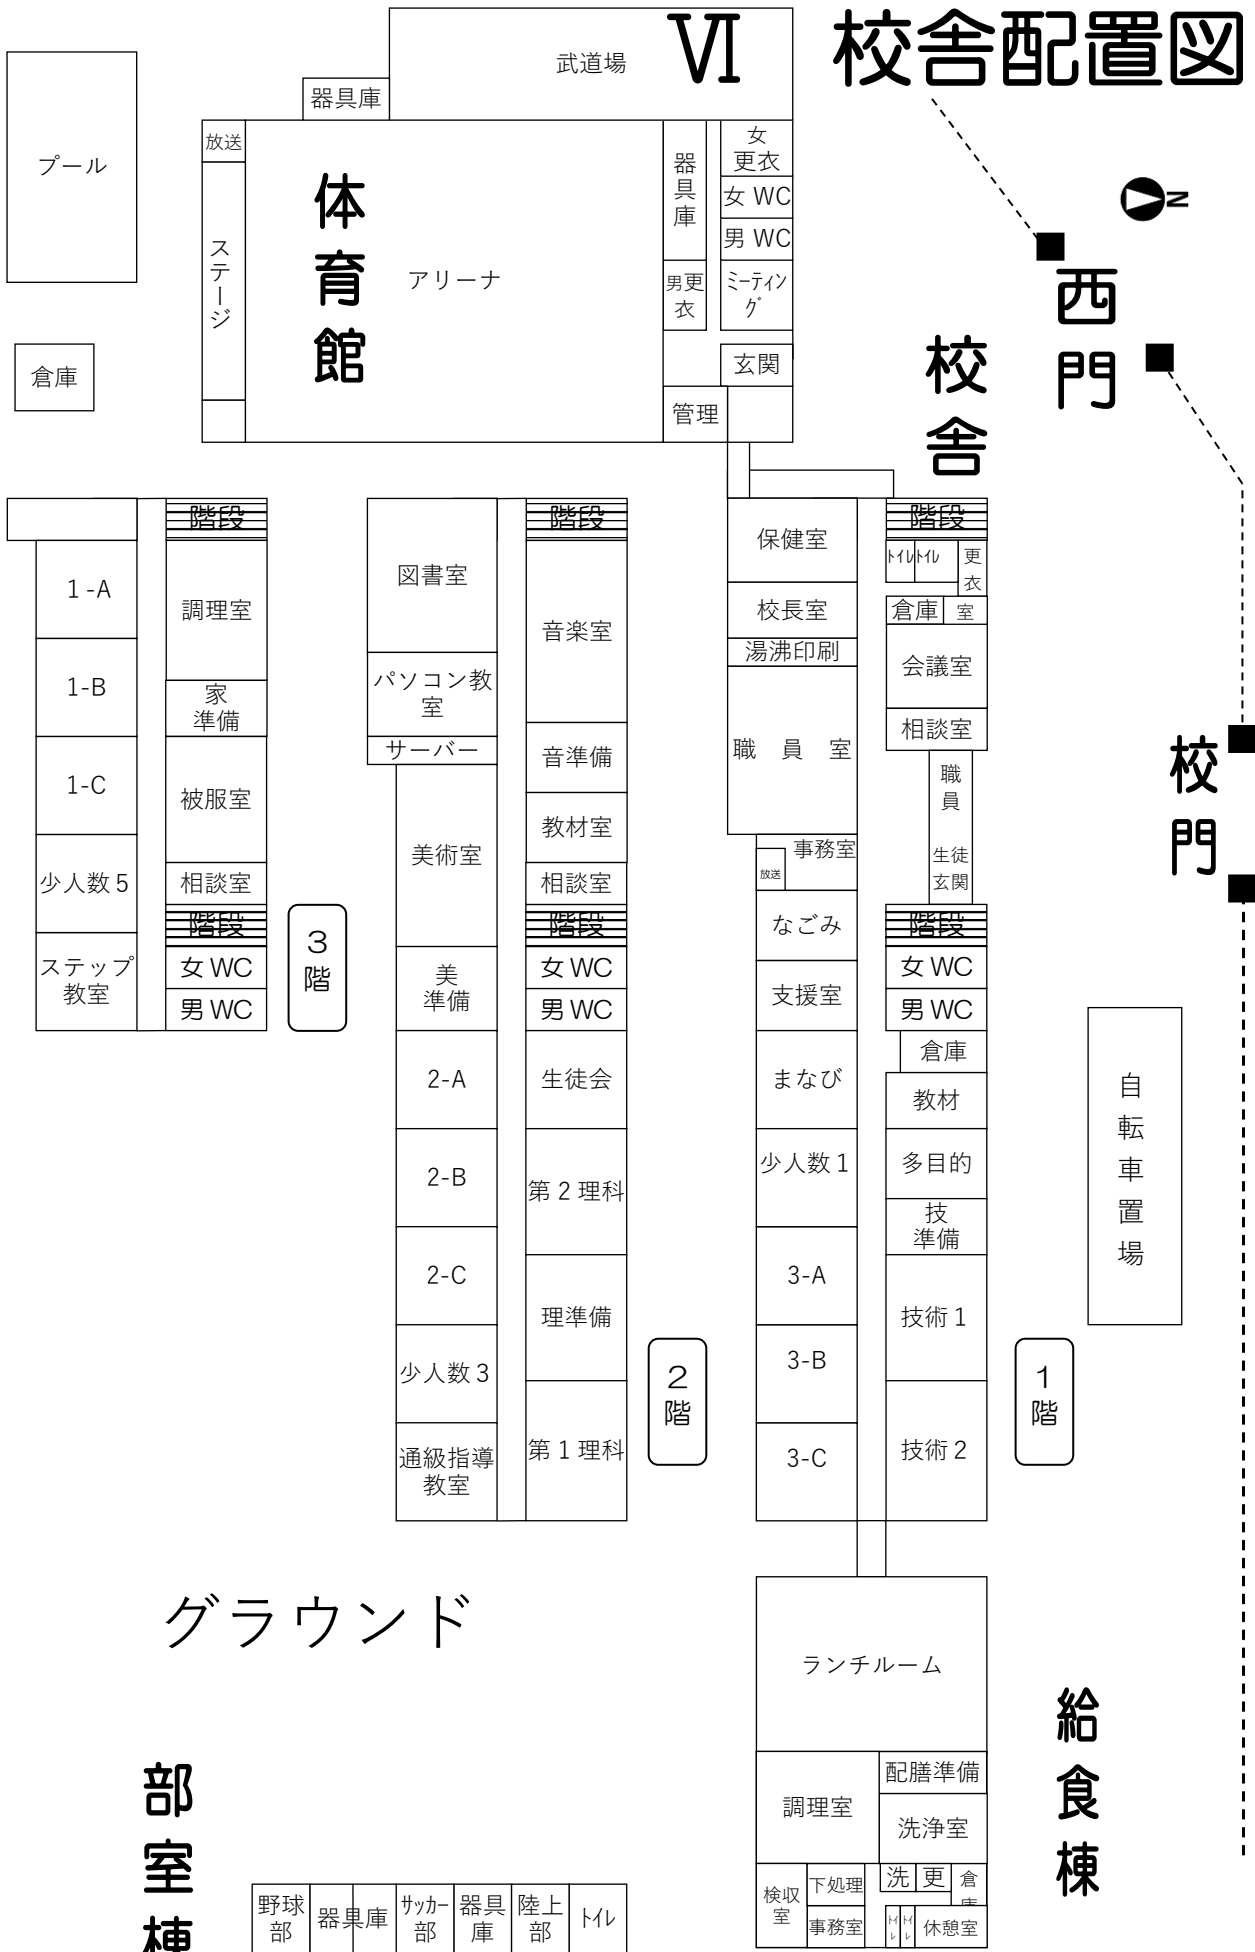 Ⅵ 校舎配置図
武道場
器具庫
プール
放送
ステージ
体育館
アリーナ
器具庫
男更衣
女
更衣
女 WC
男 WC
ミーティン
グ
玄関
管理
倉庫
N
西門
校舎
校門
階段
1-A
調理室
1-B
家
準備
1-C
被服室
少人数 5
相談室
階段
ステップ
教室
女 WC
男 WC
3階
図書室
階段
音楽室
パソコン教
室
サーバー
音準備
美術室
教材室
相談室
階段
美
準備
女 WC
男 WC
2-A
生徒会
2-B
第 2 理科
2-C
理準備
少人数 3
通級指導
教室
第 1 理科
2階
保健室
階段
トイレ
トイレ
更衣室
校長室
倉庫
湯沸印刷
会議室
職 員 室
相談室
職員
生徒
玄関
事務室
放送
なごみ
階段
支援室
女 WC
男 WC
倉庫
まなび
教材
少人数 1
多目的
技
準備
3-A
技術 1
3-B
3-C
技術 2
1階
自転車置場
グラウンド
ランチルーム
給食棟
配膳準備
調理室
洗浄室
検収
室
下処理
洗
更
倉庫
事務室
トイレ
トイレ
休憩室
部室棟
野球
部
器具庫
サッカー
部
器具
庫
陸上
部
トイレ